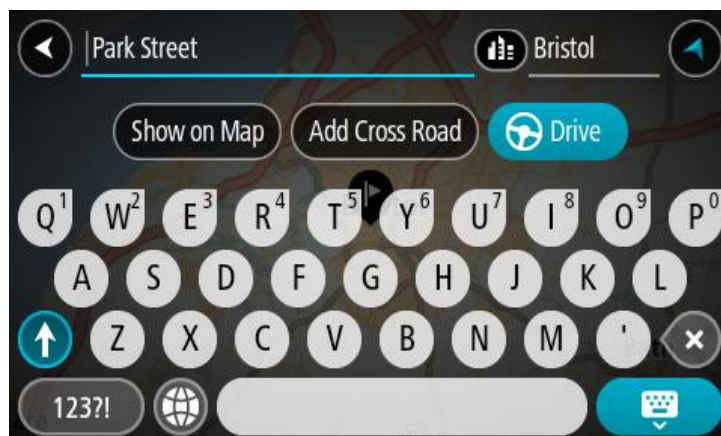 Park Street Bristol
Show on Map Add Cross Road Drive
Q1 W2 E3 R4 T5 Y6 U7 I8 O9 P0
A S D F G H J K L
Z X C V B N M '
123?!